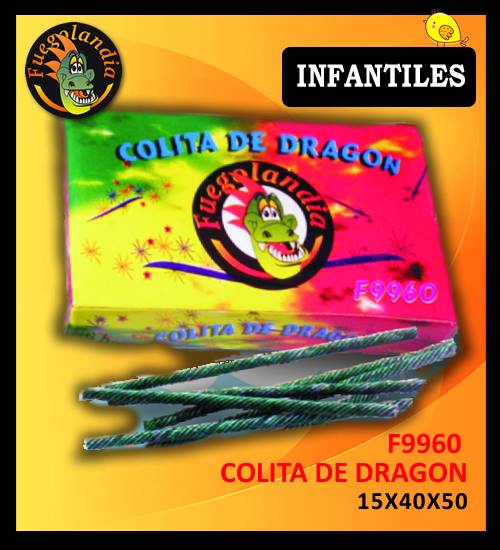 Fuegolandia
INFANTILES
COLITA DE DRAGON
Fuegolandia
F9960
COLITA DE DRAGON
F9960
COLITA DE DRAGON
15X40X50